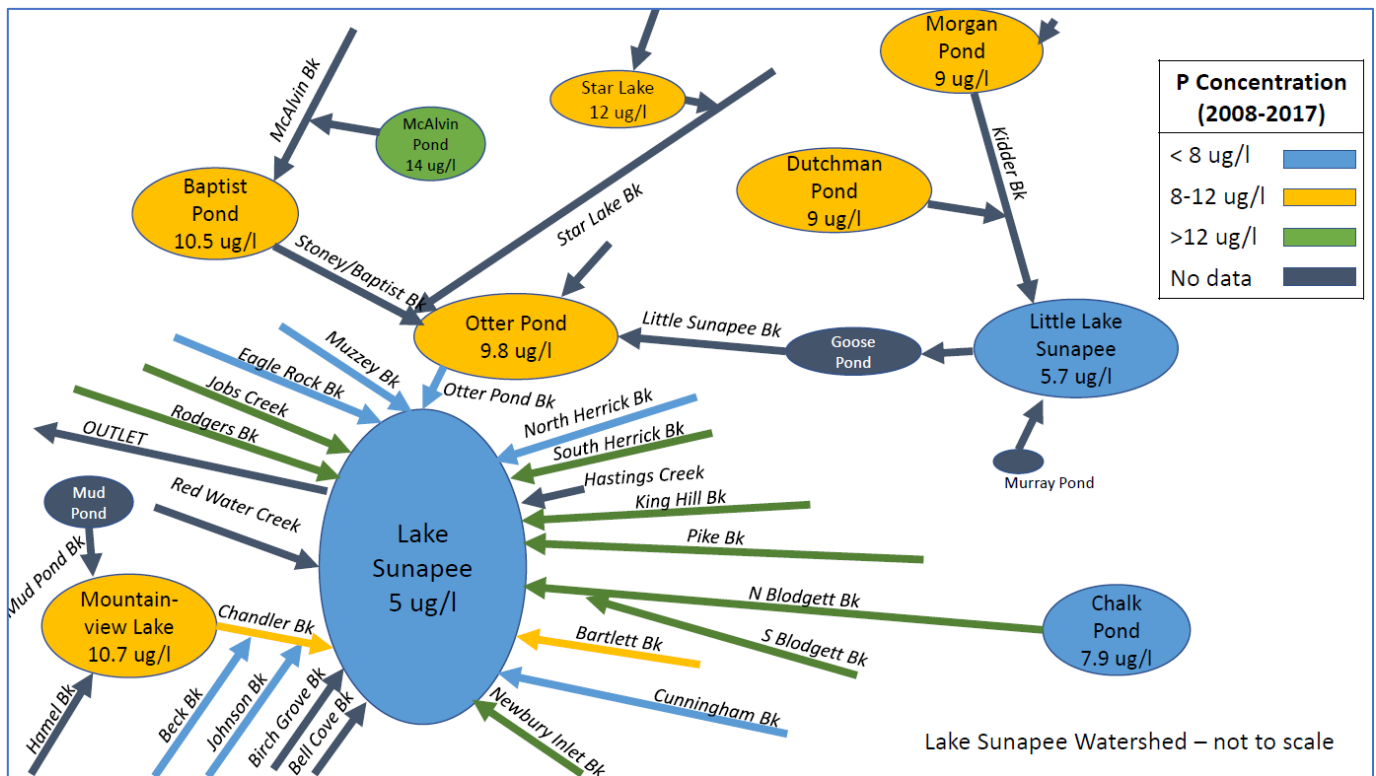 McAlvin Bk
McAlvin
Pond
14 ug/l
Star Lake
12 ug/l
Morgan
Pond
9 ug/l
P Concentration
(2008-2017)
< 8 ug/l
8-12 ug/l
>12 ug/l
No data
Baptist
Pond
10.5 ug/l
Star Lake Bk
Dutchman
Pond
9 ug/l
Kidder Bk
Stoney/Baptist Bk
Otter Pond
9.8 ug/l
Little Sunapee Bk
Goose
Pond
Little Lake
Sunapee
5.7 ug/l
Murray Pond
Muzzey Bk
Eagle Rock Bk
Jobs Creek
Rodgers Bk
OUTLET
Otter Pond Bk
North Herrick Bk
South Herrick Bk
Hastings Creek
King Hill Bk
Pike Bk
Mud
Pond
Red Water Creek
Mud Pond Bk
Lake
Sunapee
5 ug/l
Mountain-
view Lake
10.7 ug/l
Chandler Bk
N Blodgett Bk
S Blodgett Bk
Chalk
Pond
7.9 ug/l
Bartlett Bk
Cunningham Bk
Newbury Inlet Bk
Hamel Bk
Beck Bk
Johnson Bk
Birch Grove Bk
Bell Cove Bk
Lake Sunapee Watershed – not to scale